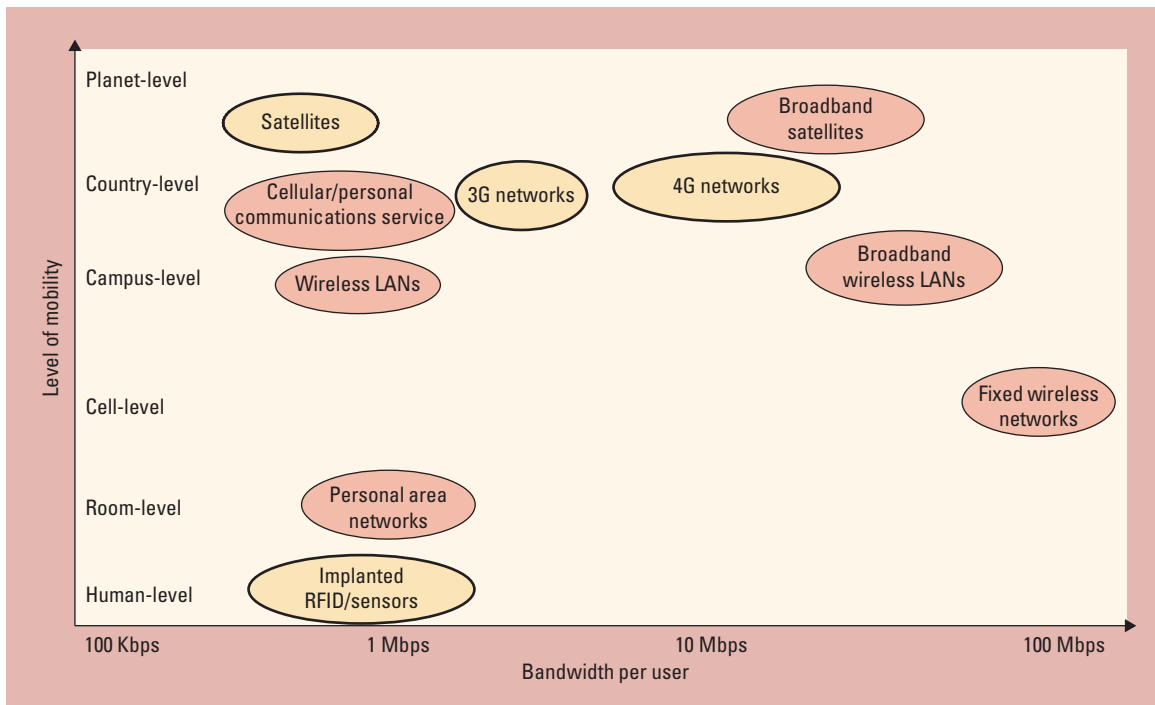 Planet-level
Satellites
Broadband
satellites
Country-level
Cellular/personal
communications service
3G networks
4G networks
Campus-level
Wireless LANs
Broadband
wireless LANs
Level of mobility
Cell-level
Fixed wireless
networks
Room-level
Personal area
networks
Human-level
Implanted
RFID/sensors
100 Kbps
1 Mbps
10 Mbps
100 Mbps
Bandwidth per user